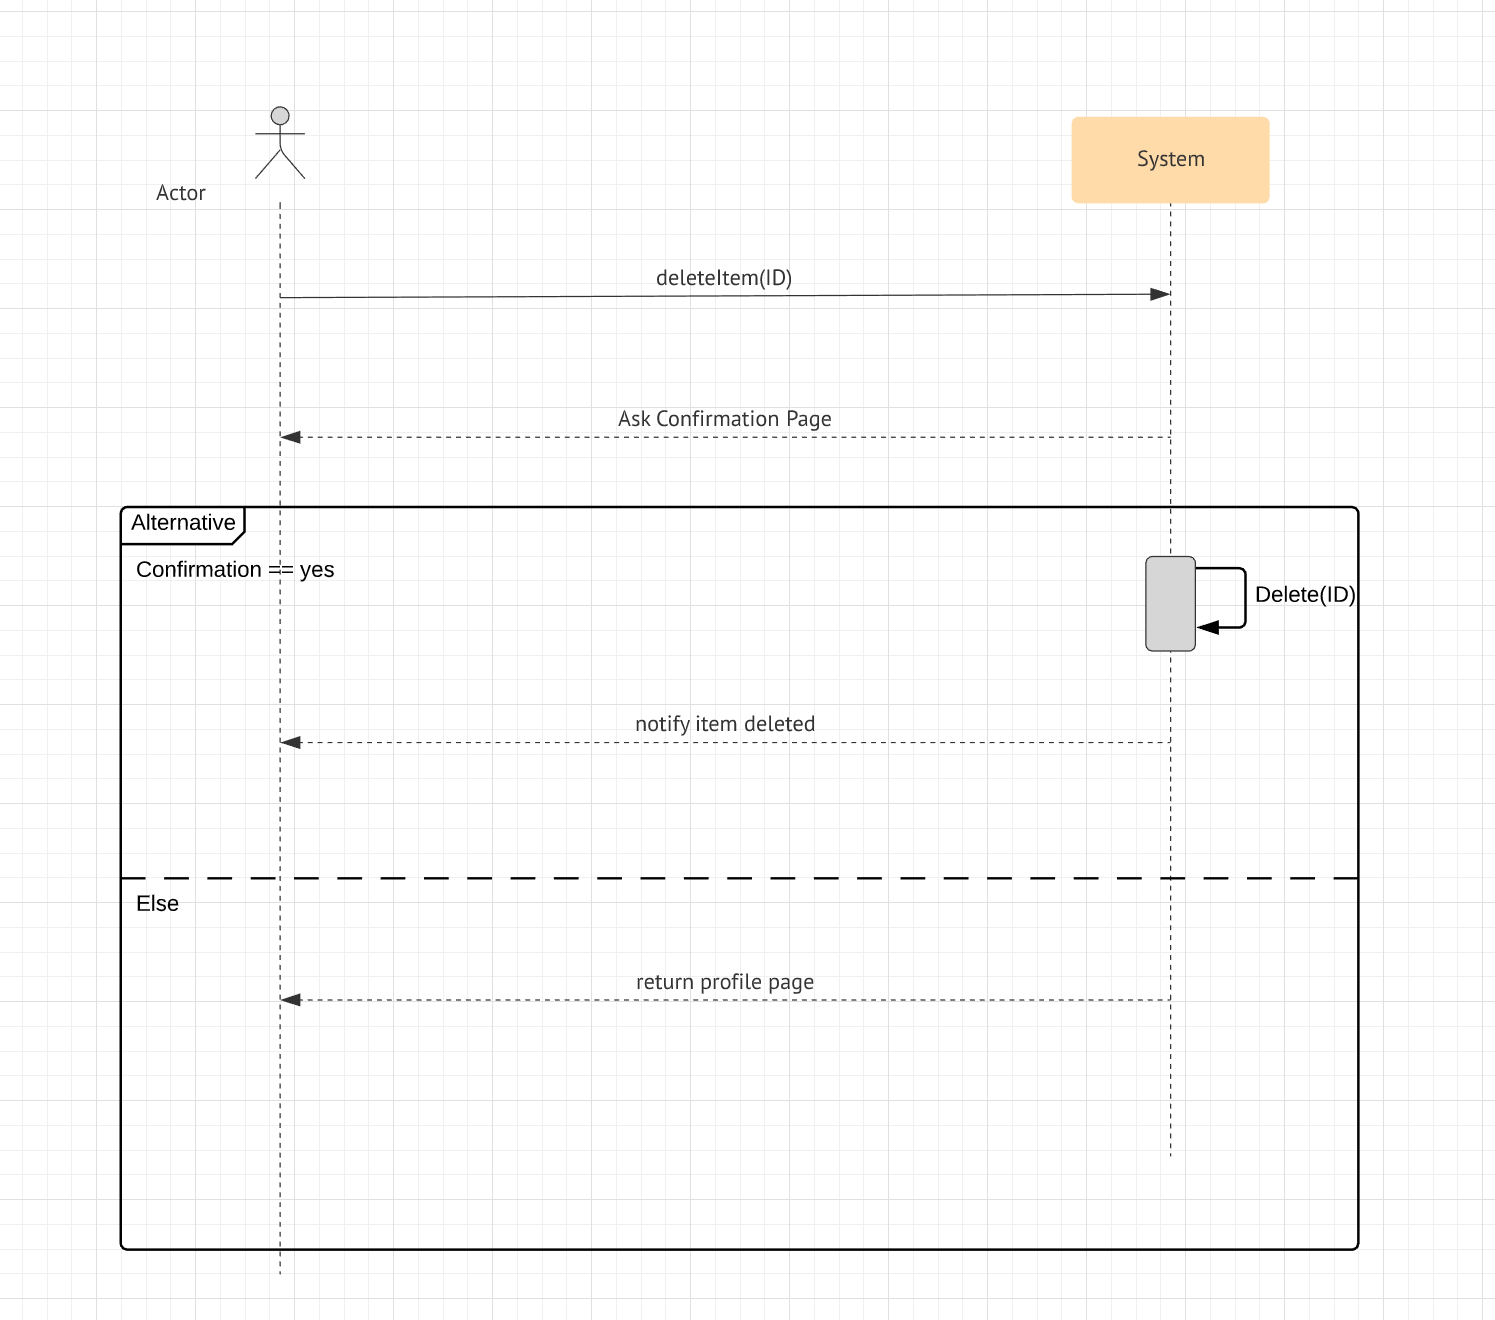 System
Actor
deleteItem(ID)
Ask Confirmation Page
Alternative
Confirmation == yes
Delete(ID)
notify item deleted
Else
return profile page